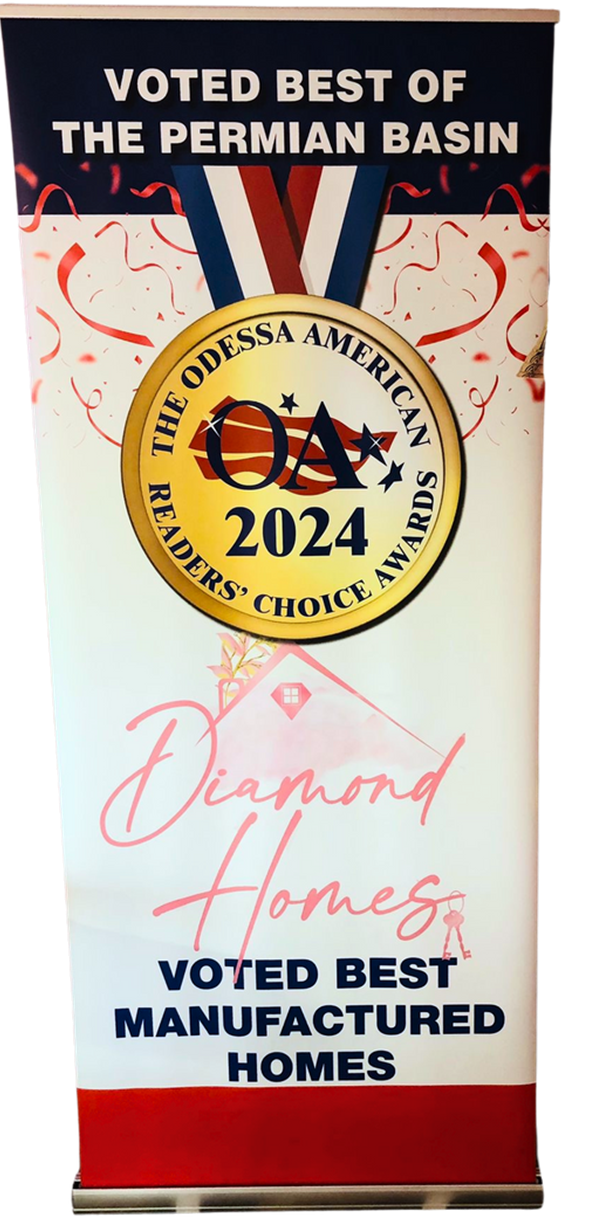 VOTED BEST OF
THE PERMIAN BASIN
THE ODESSA AMERICAN
OA
2024
READERS' CHOICE AWARDS
Diamond
Homes
VOTED BEST
MANUFACTURED
HOMES